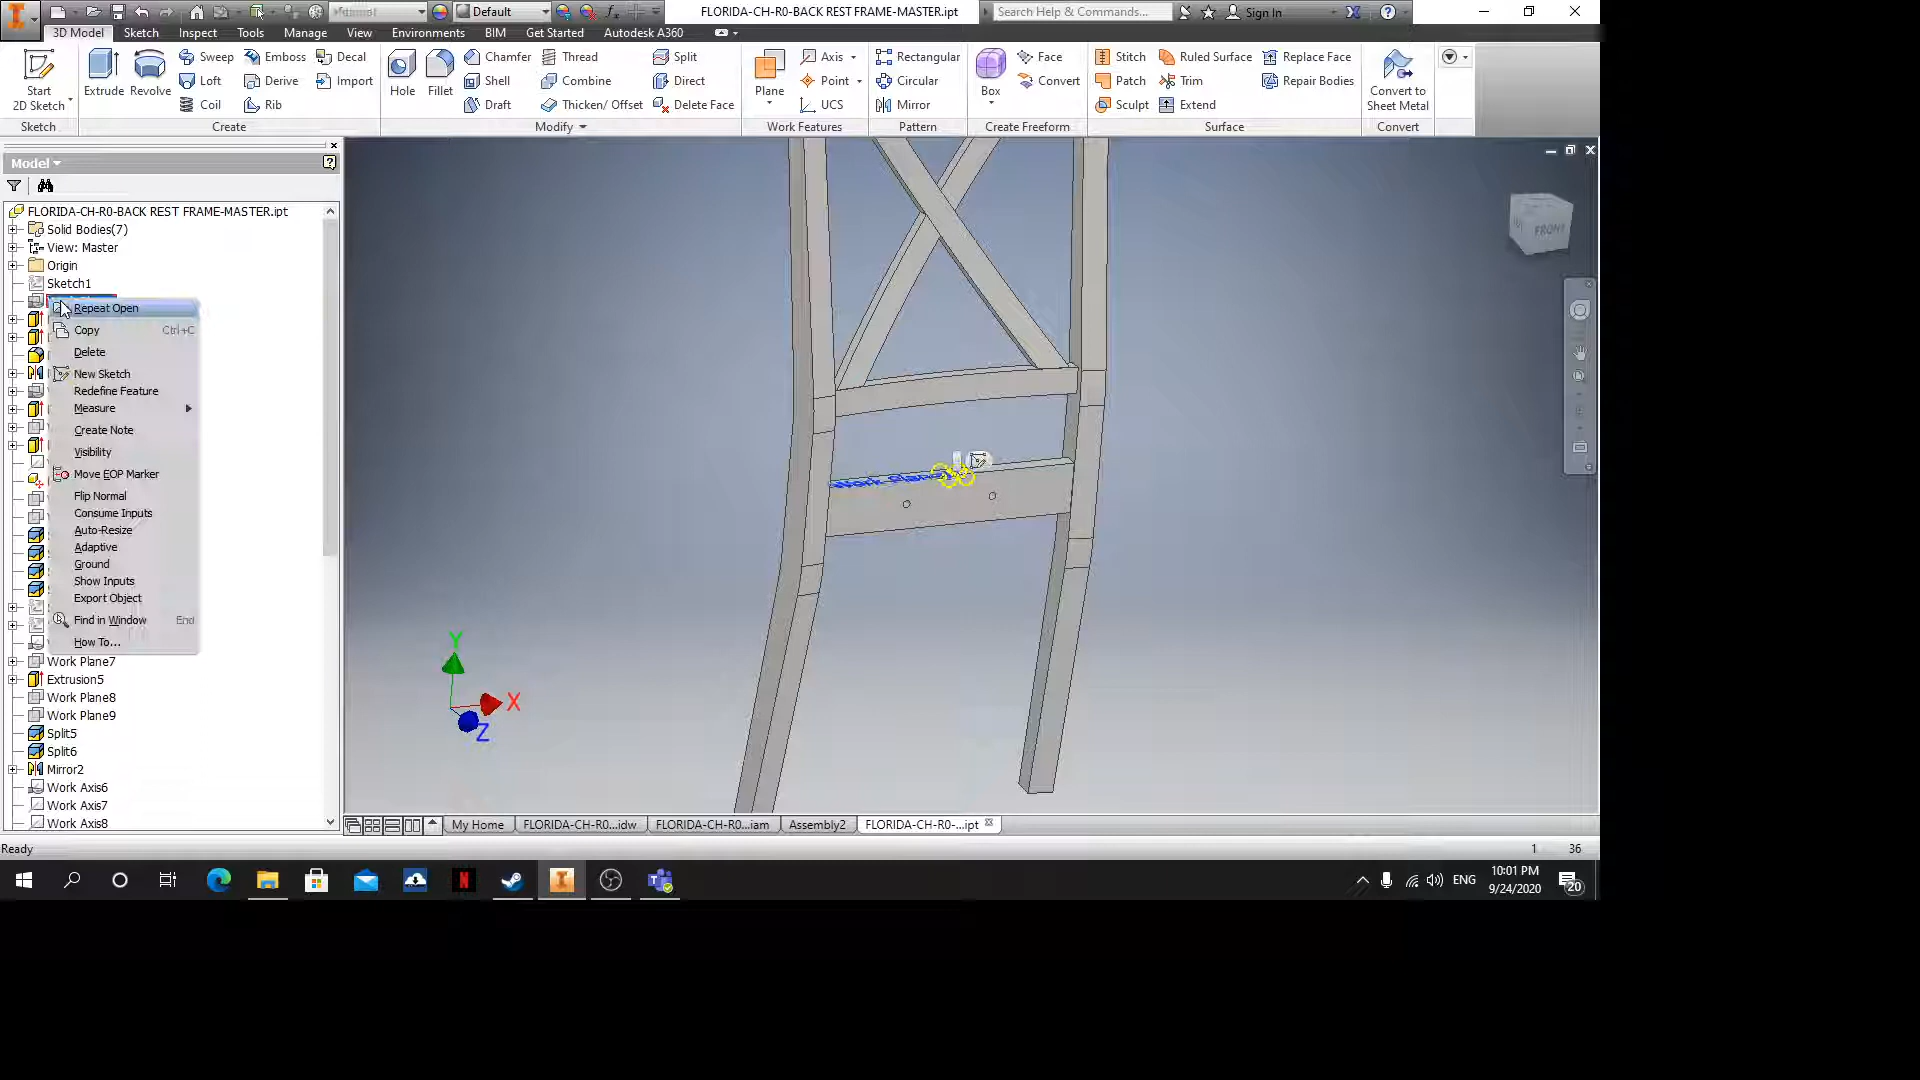 Default
FLORIDA-CH-R0-BACK REST FRAME-MASTER.ipt
Search Help & Commands...
Sign In
3D Model Sketch Inspect Tools Manage View Environments BIM Get Started Autodesk A360
Start 2D Sketch
Extrude Revolve
Sweep Emboss Decal
Loft Derive Import
Coil Rib
Hole Fillet
Chamfer Thread Split
Shell Combine Direct
Draft Thicken/ Offset Delete Face
Plane
Axis
Point
UCS
Rectangular
Circular
Mirror
Box
Face
Convert
Stitch Ruled Surface Replace Face
Patch Trim Repair Bodies
Sculpt Extend
Convert to Sheet Metal
Sketch Create Modify Work Features Pattern Create Freeform Surface Convert
Model
FLORIDA-CH-R0-BACK REST FRAME-MASTER.ipt
Solid Bodies(7)
View: Master
Origin
Sketch1
Repeat Open
Copy Ctrl+C
Delete
New Sketch
Redefine Feature
Measure
Create Note
Visibility
Move EOP Marker
Flip Normal
Consume Inputs
Auto-Resize
Adaptive
Ground
Show Inputs
Export Object
Find in Window End
How To...
Work Plane7
Extrusion5
Work Plane8
Work Plane9
Split5
Split6
Mirror2
Work Axis6
Work Axis7
Work Axis8
FRONT
Y
X
Z
My Home FLORIDA-CH-R0...idw FLORIDA-CH-R0...iam Assembly2 FLORIDA-CH-R0-...ipt
Ready
1 36
ENG
10:01 PM
9/24/2020
20